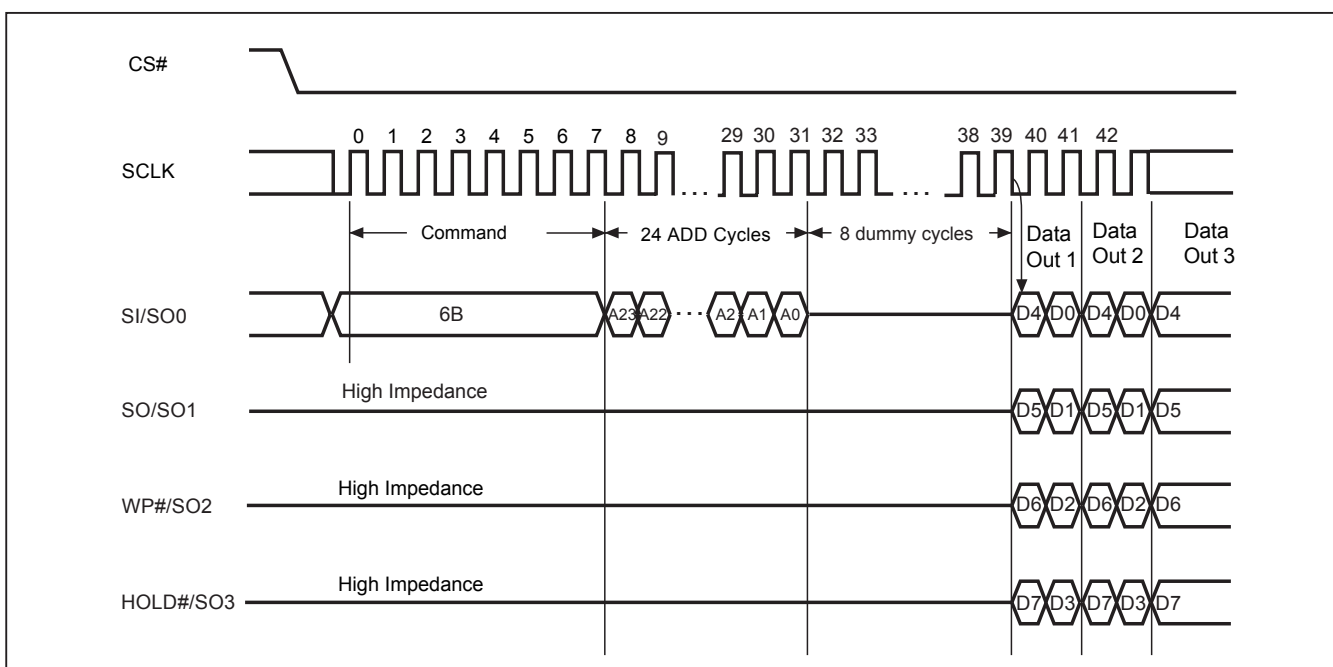 CS#
0 1 2 3 4 5 6 7 8 9 29 30 31 32 33 38 39 40 41 42
SCLK
... ...
Command 24 ADD Cycles 8 dummy cycles Data Out 1 Data Out 2 Data Out 3
SI/SO0 6B A23 A22 ... A2 A1 A0 D4 D0 D4 D0 D4
High Impedance
SO/SO1 D5 D1 D5 D1 D5
High Impedance
WP#/SO2 D6 D2 D6 D2 D6
High Impedance
HOLD#/SO3 D7 D3 D7 D3 D7